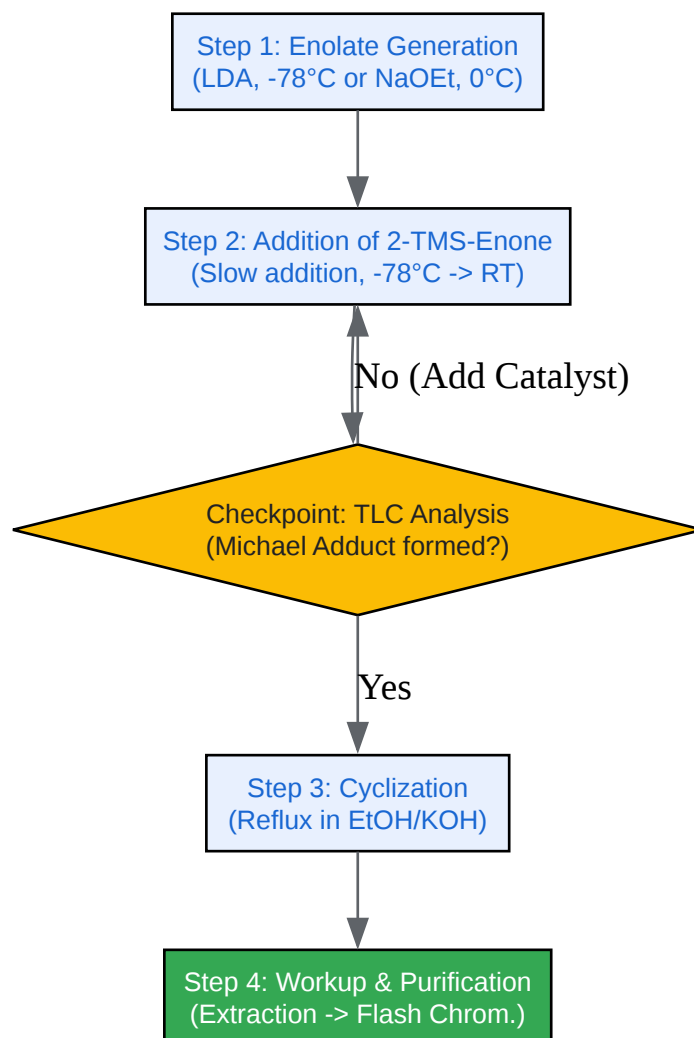 Step 1: Enolate Generation
(LDA, -78°C or NaOEt, 0°C)
Step 2: Addition of 2-TMS-Enone
(Slow addition, -78°C -> RT)
No (Add Catalyst)
Checkpoint: TLC Analysis
(Michael Adduct formed?)
Yes
Step 3: Cyclization
(Reflux in EtOH/KOH)
Step 4: Workup & Purification
(Extraction -> Flash Chrom.)